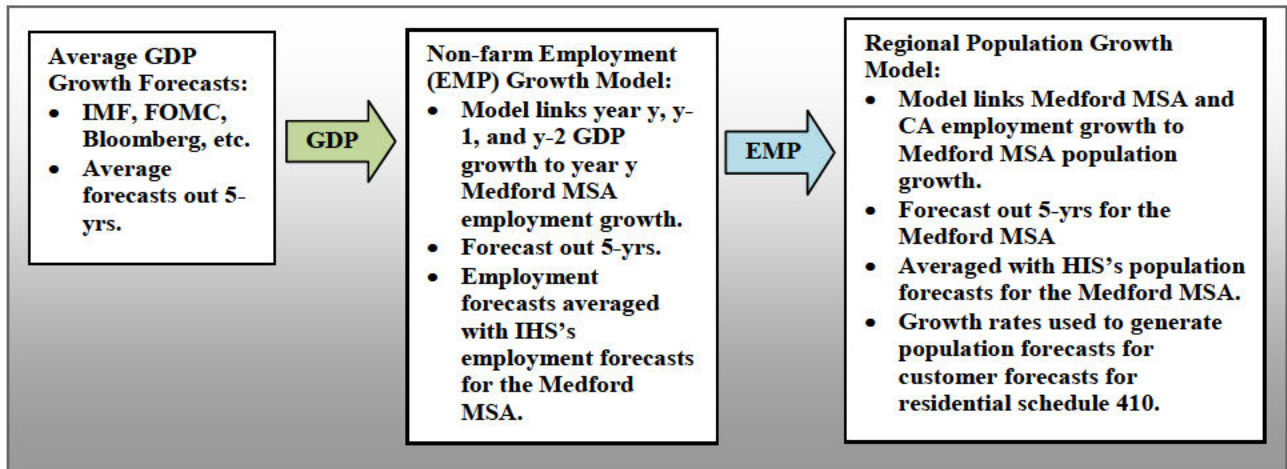 Average GDP
Growth Forecasts:
• IMF, FOMC,
Bloomberg, etc.
• Average
forecasts out 5-
yrs.
GDP
Non-farm Employment
(EMP) Growth Model:
• Model links year y, y-
1, and y-2 GDP
growth to year y
Medford MSA
employment growth.
• Forecast out 5-yrs.
• Employment
forecasts averaged
with IHS’s
employment forecasts
for the Medford
MSA.
EMP
Regional Population Growth
Model:
• Model links Medford MSA and
CA employment growth to
Medford MSA population
growth.
• Forecast out 5-yrs for the
Medford MSA
• Averaged with HIS’s population
forecasts for the Medford MSA.
• Growth rates used to generate
population forecasts for
customer forecasts for
residential schedule 410.